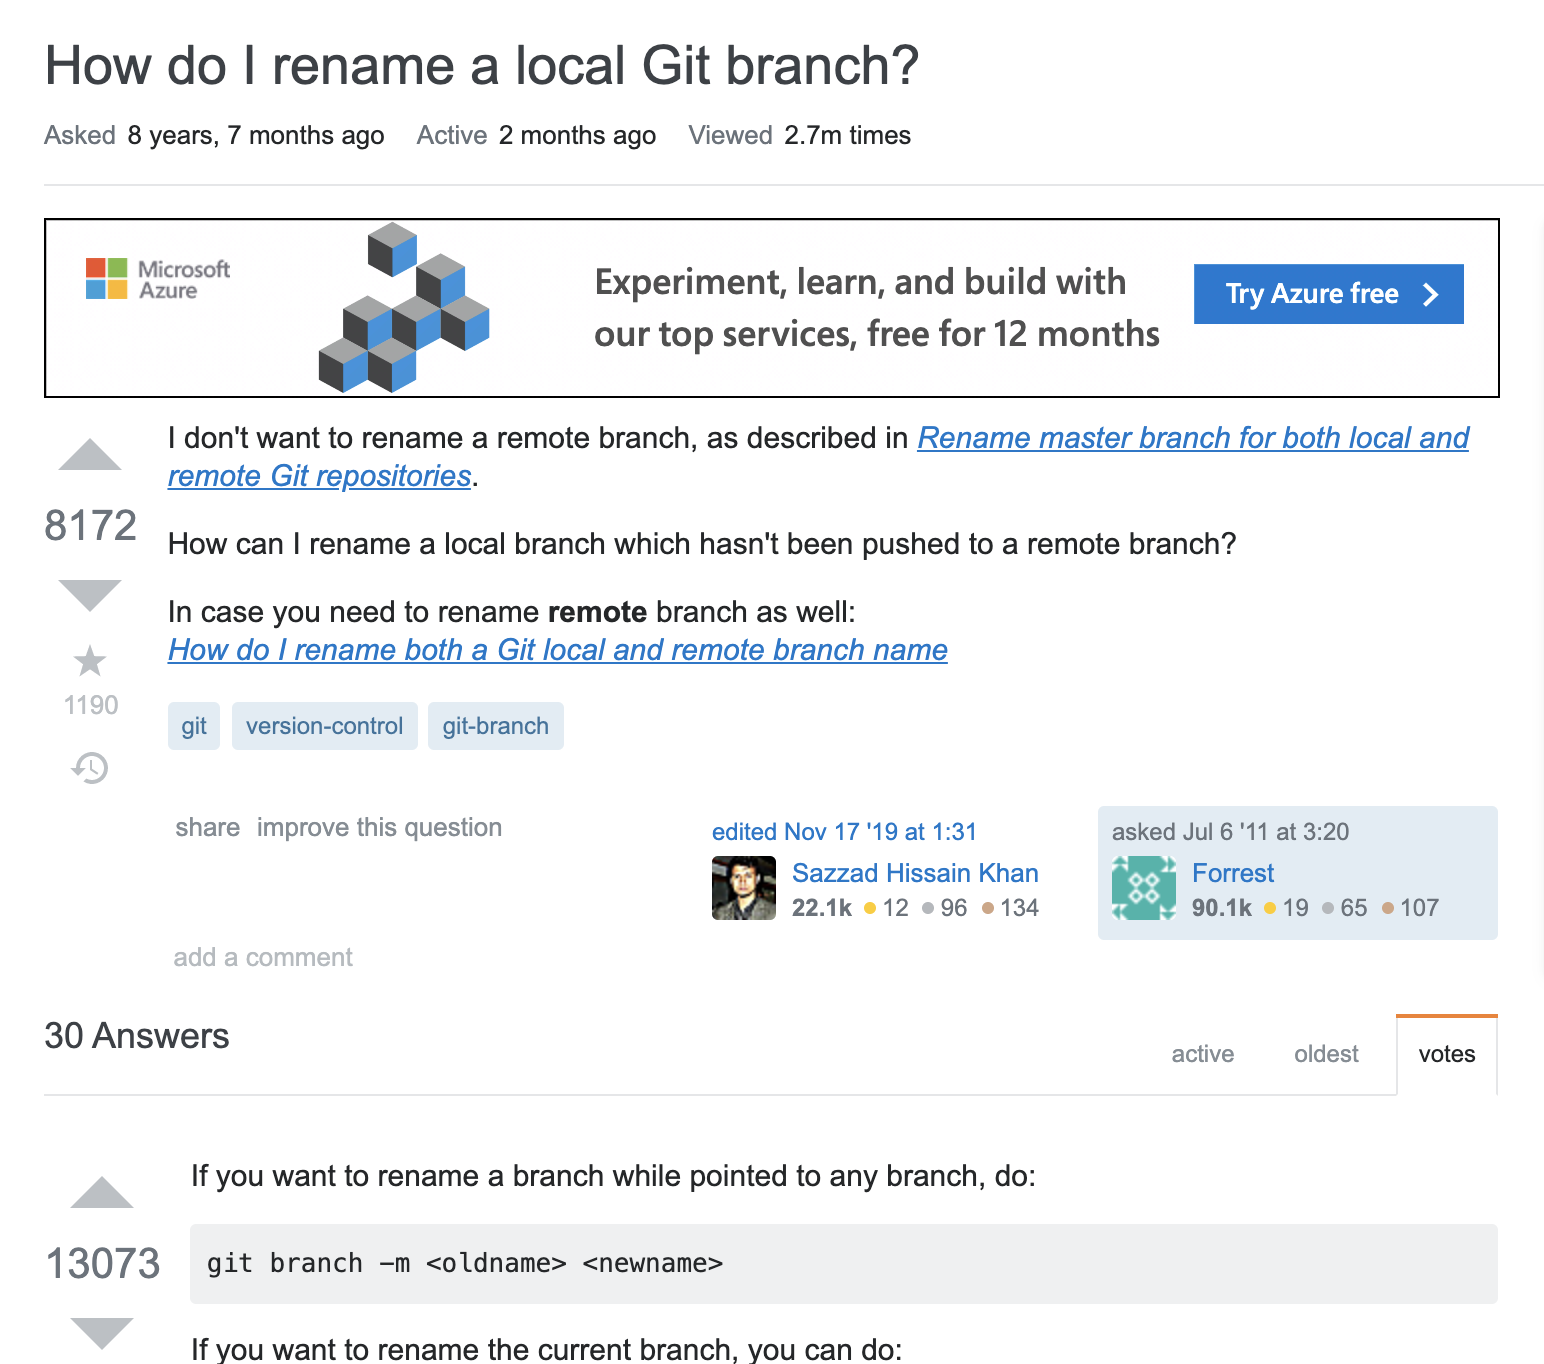 How do I rename a local Git branch?
Asked 8 years, 7 months ago Active 2 months ago Viewed 2.7m times
Microsoft
Azure
Experiment, learn, and build with
our top services, free for 12 months
Try Azure free
I don't want to rename a remote branch, as described in Rename master branch for both local and
remote Git repositories.
8172
How can I rename a local branch which hasn't been pushed to a remote branch?
In case you need to rename remote branch as well:
How do I rename both a Git local and remote branch name
1190
git version-control git-branch
share improve this question
edited Nov 17 '19 at 1:31
Sazzad Hissain Khan
22.1k 12 96 134
asked Jul 6 '11 at 3:20
Forrest
90.1k 19 65 107
add a comment
30 Answers
active oldest votes
If you want to rename a branch while pointed to any branch, do:
13073
git branch -m <oldname> <newname>
If you want to rename the current branch, you can do: